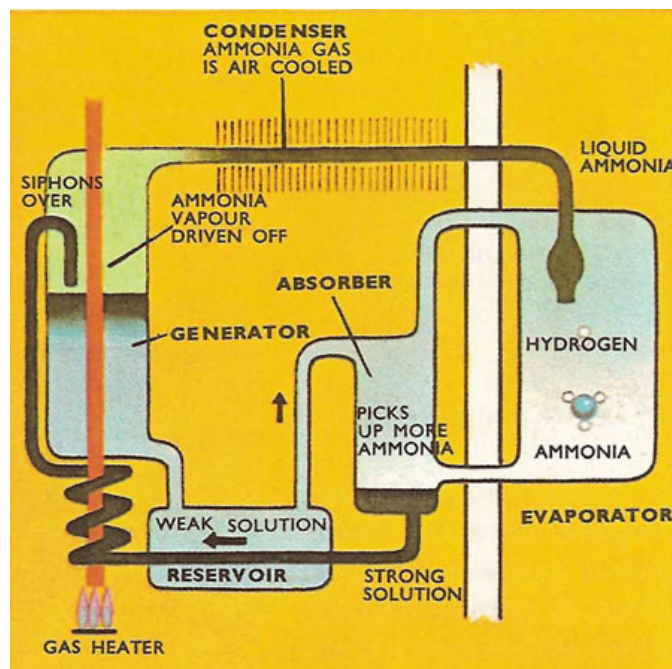 CONDENSER
AMMONIA GAS
IS AIR COOLED
LIQUID
AMMONIA
SIPHONS
OVER
AMMONIA
VAPOUR
DRIVEN OFF
ABSORBER
GENERATOR
HYDROGEN
PICKS
UP MORE
AMMONIA
AMMONIA
EVAPORATOR
WEAK SOLUTION
RESERVOIR
STRONG
SOLUTION
GAS HEATER